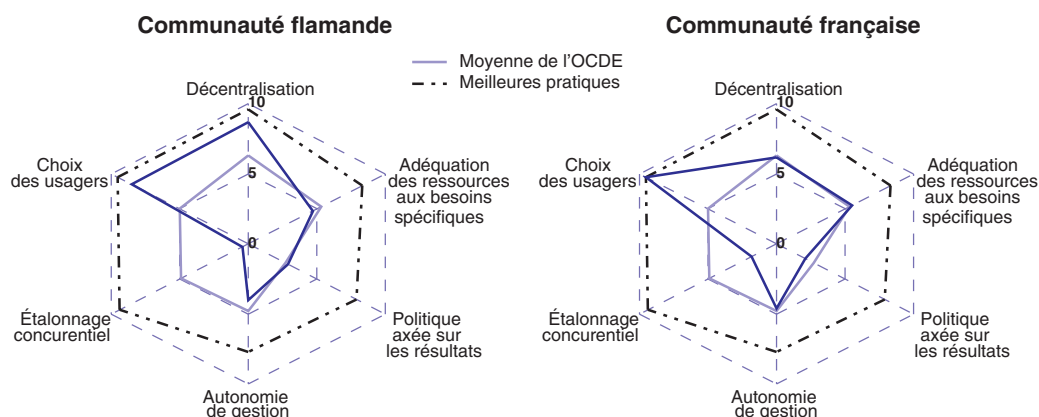 Communauté flamande
Communauté française
Moyenne de l'OCDE
Meilleures pratiques
Décentralisation
10
Choix
des usagers
5
Adéquation
des ressources
aux besoins
spécifiques
0
Étalonnage
concurentiel
Politique
axée sur
les résultats
Autonomie
de gestion
Décentralisation
10
Choix
des usagers
5
Adéquation
des ressources
aux besoins
spécifiques
0
Étalonnage
concurentiel
Politique
axée sur
les résultats
Autonomie
de gestion